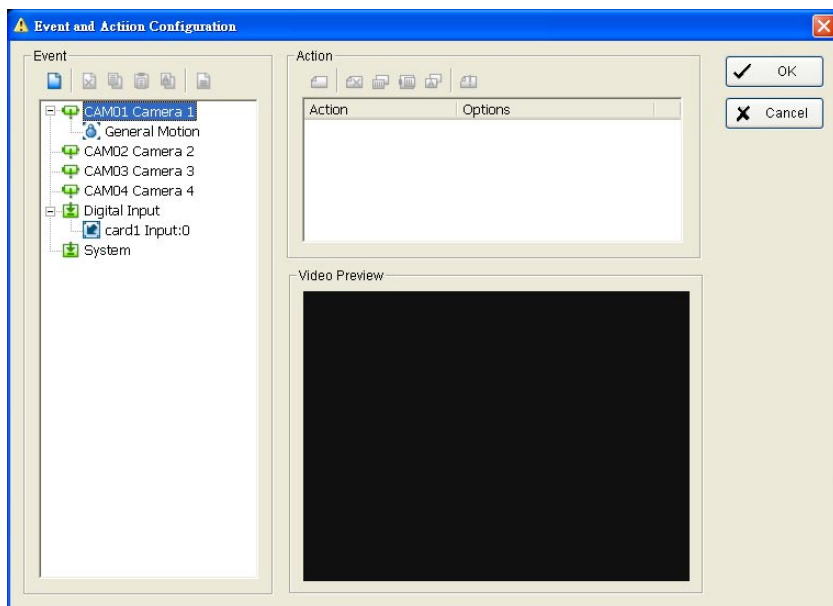 Event and Actiion Configuration
Event
CAM01 Camera 1
General Motion
CAM02 Camera 2
CAM03 Camera 3
CAM04 Camera 4
Digital Input
card1 Input:0
System
Action
Action Options
Video Preview
OK
Cancel